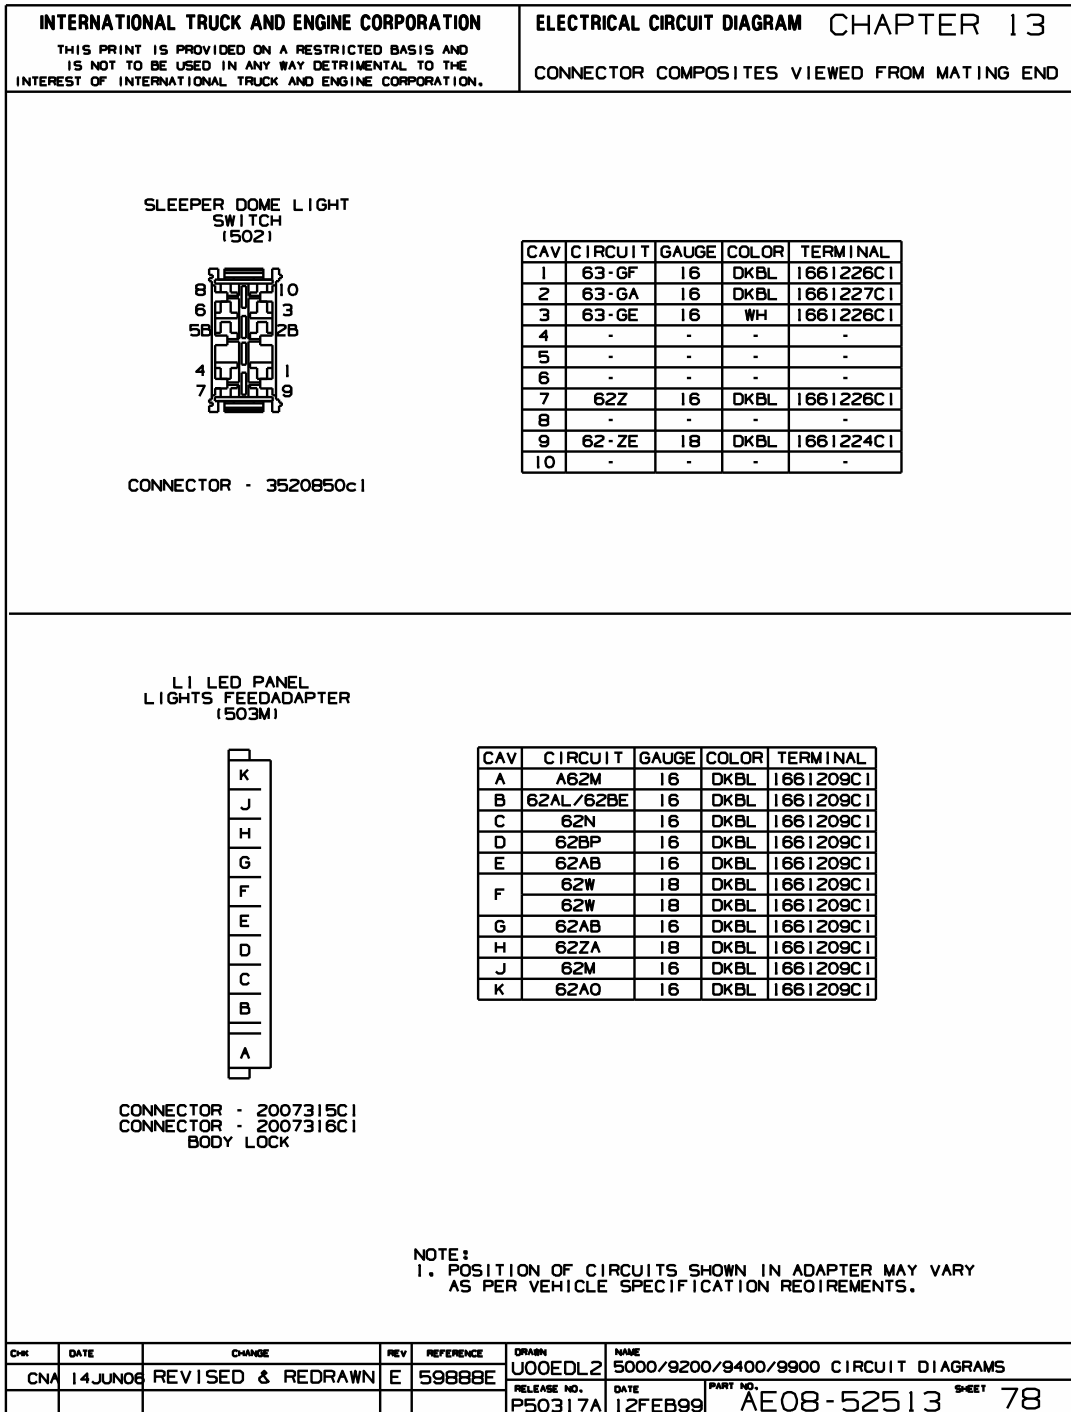 INTERNATIONAL TRUCK AND ENGINE CORPORATION
THIS PRINT IS PROVIDED ON A RESTRICTED BASIS AND
IS NOT TO BE USED IN ANY WAY DETRIMENTAL TO THE
INTEREST OF INTERNATIONAL TRUCK AND ENGINE CORPORATION.
ELECTRICAL CIRCUIT DIAGRAM CHAPTER 13
CONNECTOR COMPOSITES VIEWED FROM MATING END
SLEEPER DOME LIGHT
SWITCH
(502)
8 10
6 3
5B 2B
4 1
7 9
CONNECTOR - 3520850c1
CAV CIRCUIT GAUGE COLOR TERMINAL
1 63-GF 16 DKBL 1661226C1
2 63-GA 16 DKBL 1661227C1
3 63-GE 16 WH 1661226C1
4 - - - -
5 - - - -
6 - - - -
7 62Z 16 DKBL 1661226C1
8 - - - -
9 62-ZE 18 DKBL 1661224C1
10 - - - -
L1 LED PANEL
LIGHTS FEEDADAPTER
(503M)
K
J
H
G
F
E
D
C
B
A
CONNECTOR - 2007315C1
CONNECTOR - 2007316C1
BODY LOCK
CAV CIRCUIT GAUGE COLOR TERMINAL
A A62M 16 DKBL 1661209C1
B 62AL/62BE 16 DKBL 1661209C1
C 62N 16 DKBL 1661209C1
D 62BP 16 DKBL 1661209C1
E 62AB 16 DKBL 1661209C1
F 62W 18 DKBL 1661209C1
62W 18 DKBL 1661209C1
G 62AB 16 DKBL 1661209C1
H 62ZA 18 DKBL 1661209C1
J 62M 16 DKBL 1661209C1
K 62AQ 16 DKBL 1661209C1
NOTE:
1. POSITION OF CIRCUITS SHOWN IN ADAPTER MAY VARY
AS PER VEHICLE SPECIFICATION REQIREMENTS.
CHK DATE CHANGE REV REFERENCE
CNA 14JUN06 REVISED & REDRAWN E 59888E
DRAWN
U00EDL2
NAME
5000/9200/9400/9900 CIRCUIT DIAGRAMS
RELEASE NO.
P50317A
DATE
12FEB99
PART NO.
AE08-52513
SHEET 78